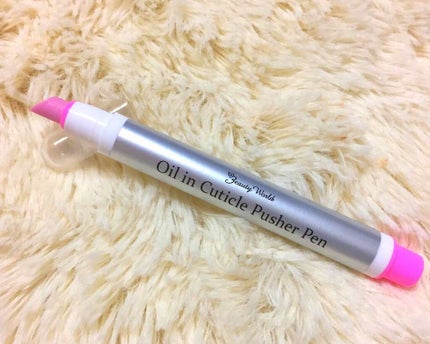 Beauty World
Oil in Cuticle Pusher Pen